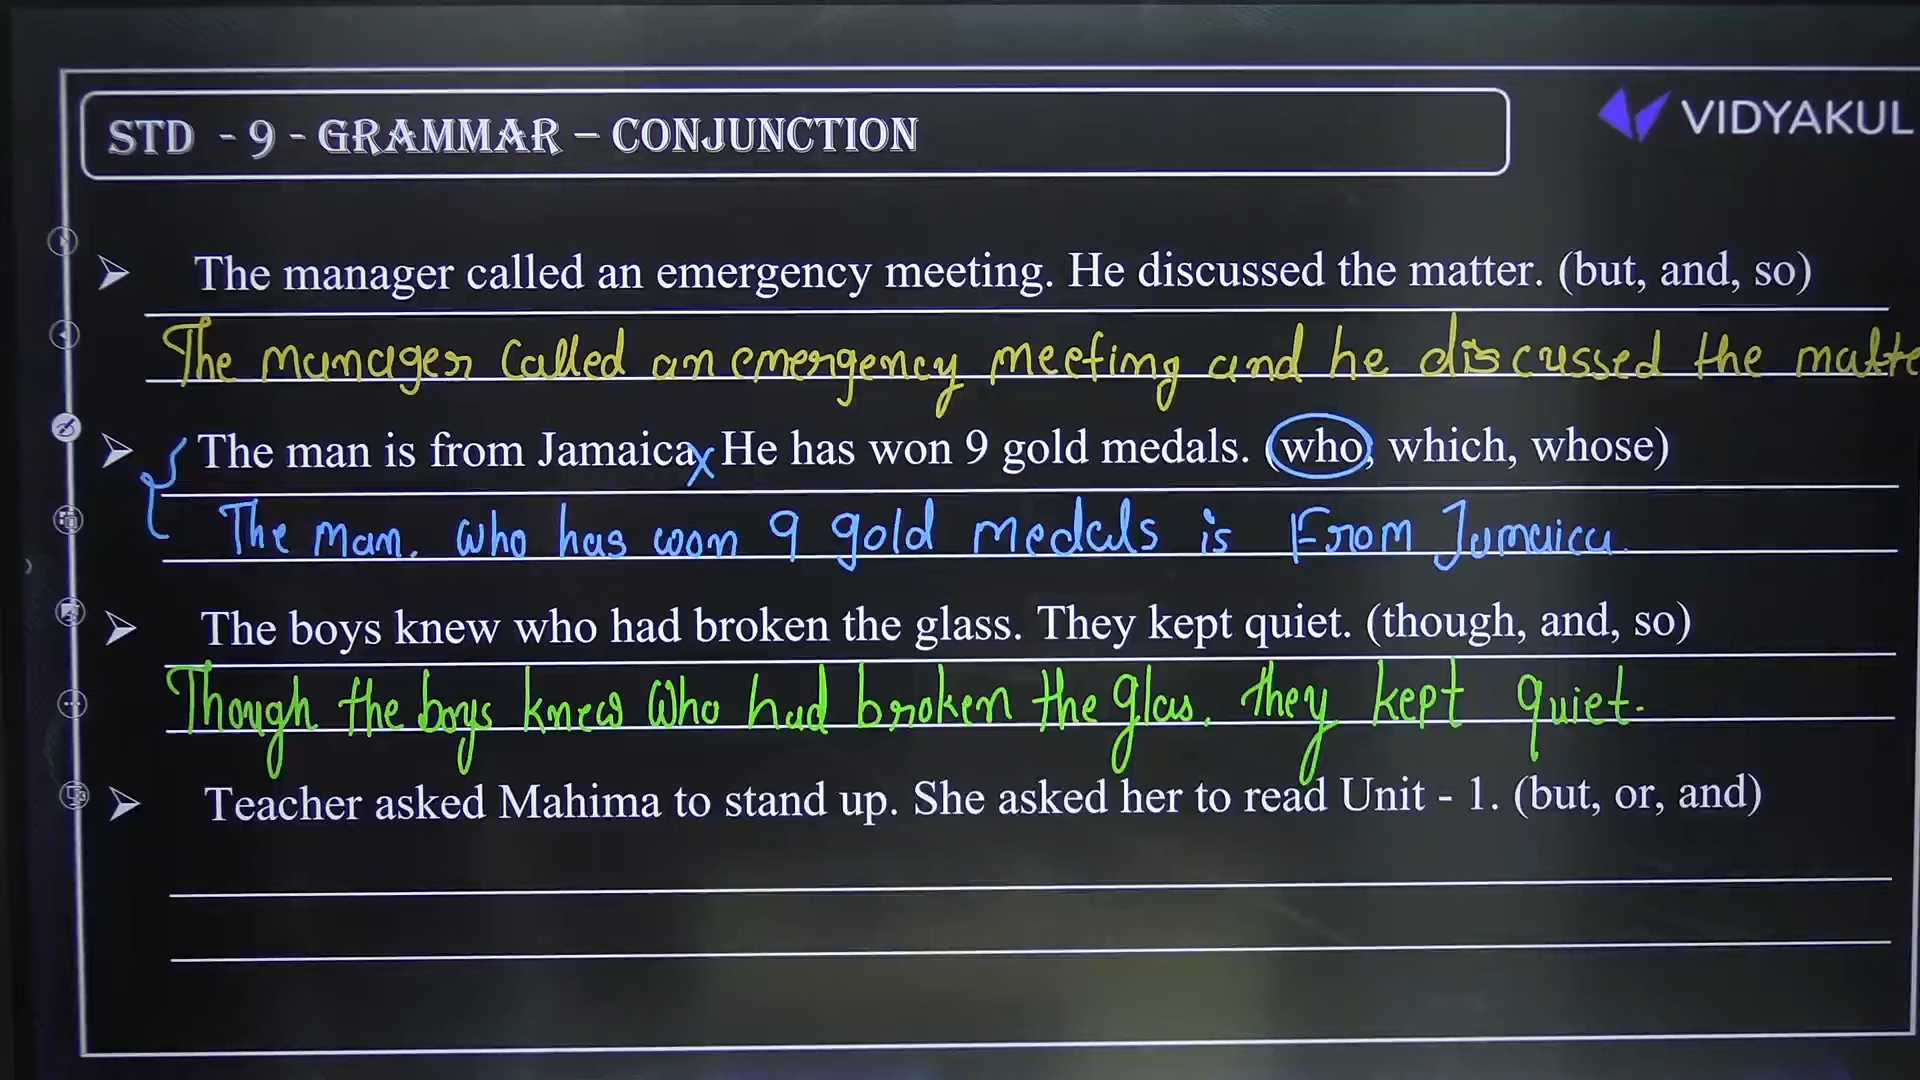 STD - 9 - GRAMMAR – CONJUNCTION
VIDYAKUL
The manager called an emergency meeting. He discussed the matter. (but, and, so)
The manager called an emergency meeting and he discussed the matte
The man is from Jamaica He has won 9 gold medals. (who, which, whose)
The man, who has won 9 gold medals is From Jamaica.
The boys knew who had broken the glass. They kept quiet. (though, and, so)
Though the boys knew who had broken the glas, they kept quiet.
Teacher asked Mahima to stand up. She asked her to read Unit - 1. (but, or, and)